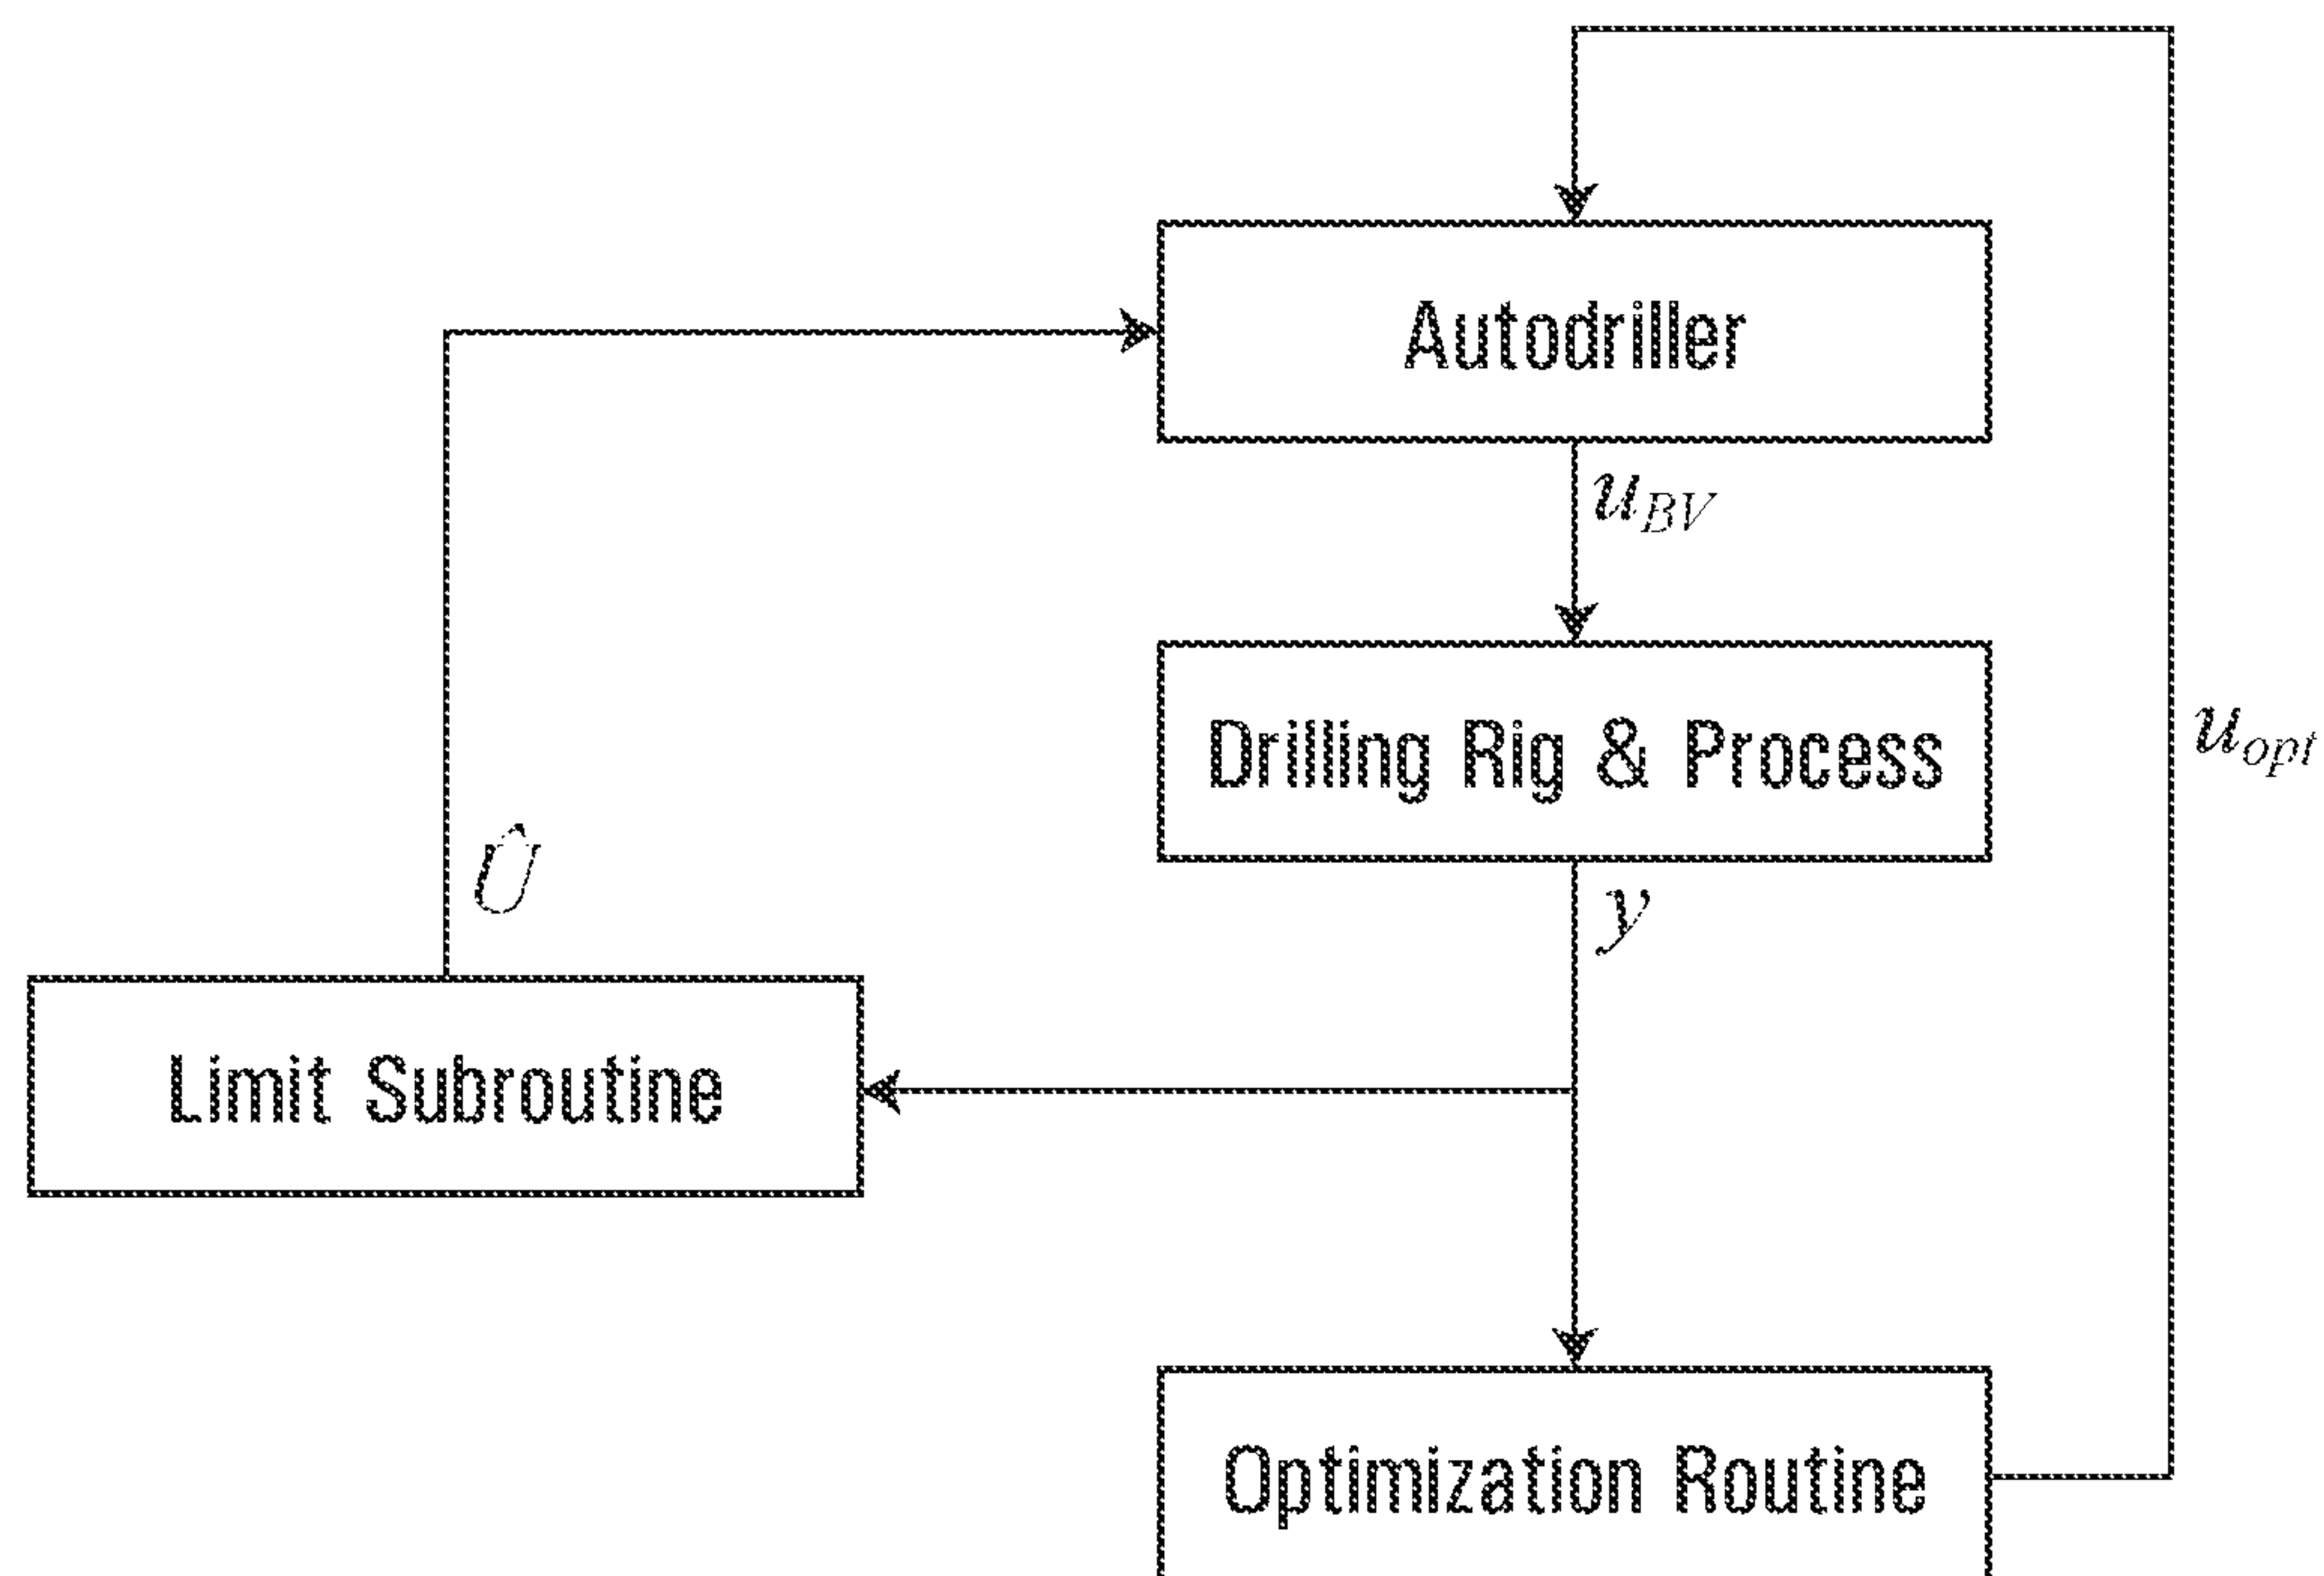 Autodriller
u_BV
Drilling Rig & Process
u_opt
Û
y
Limit Subroutine
Optimization Routine